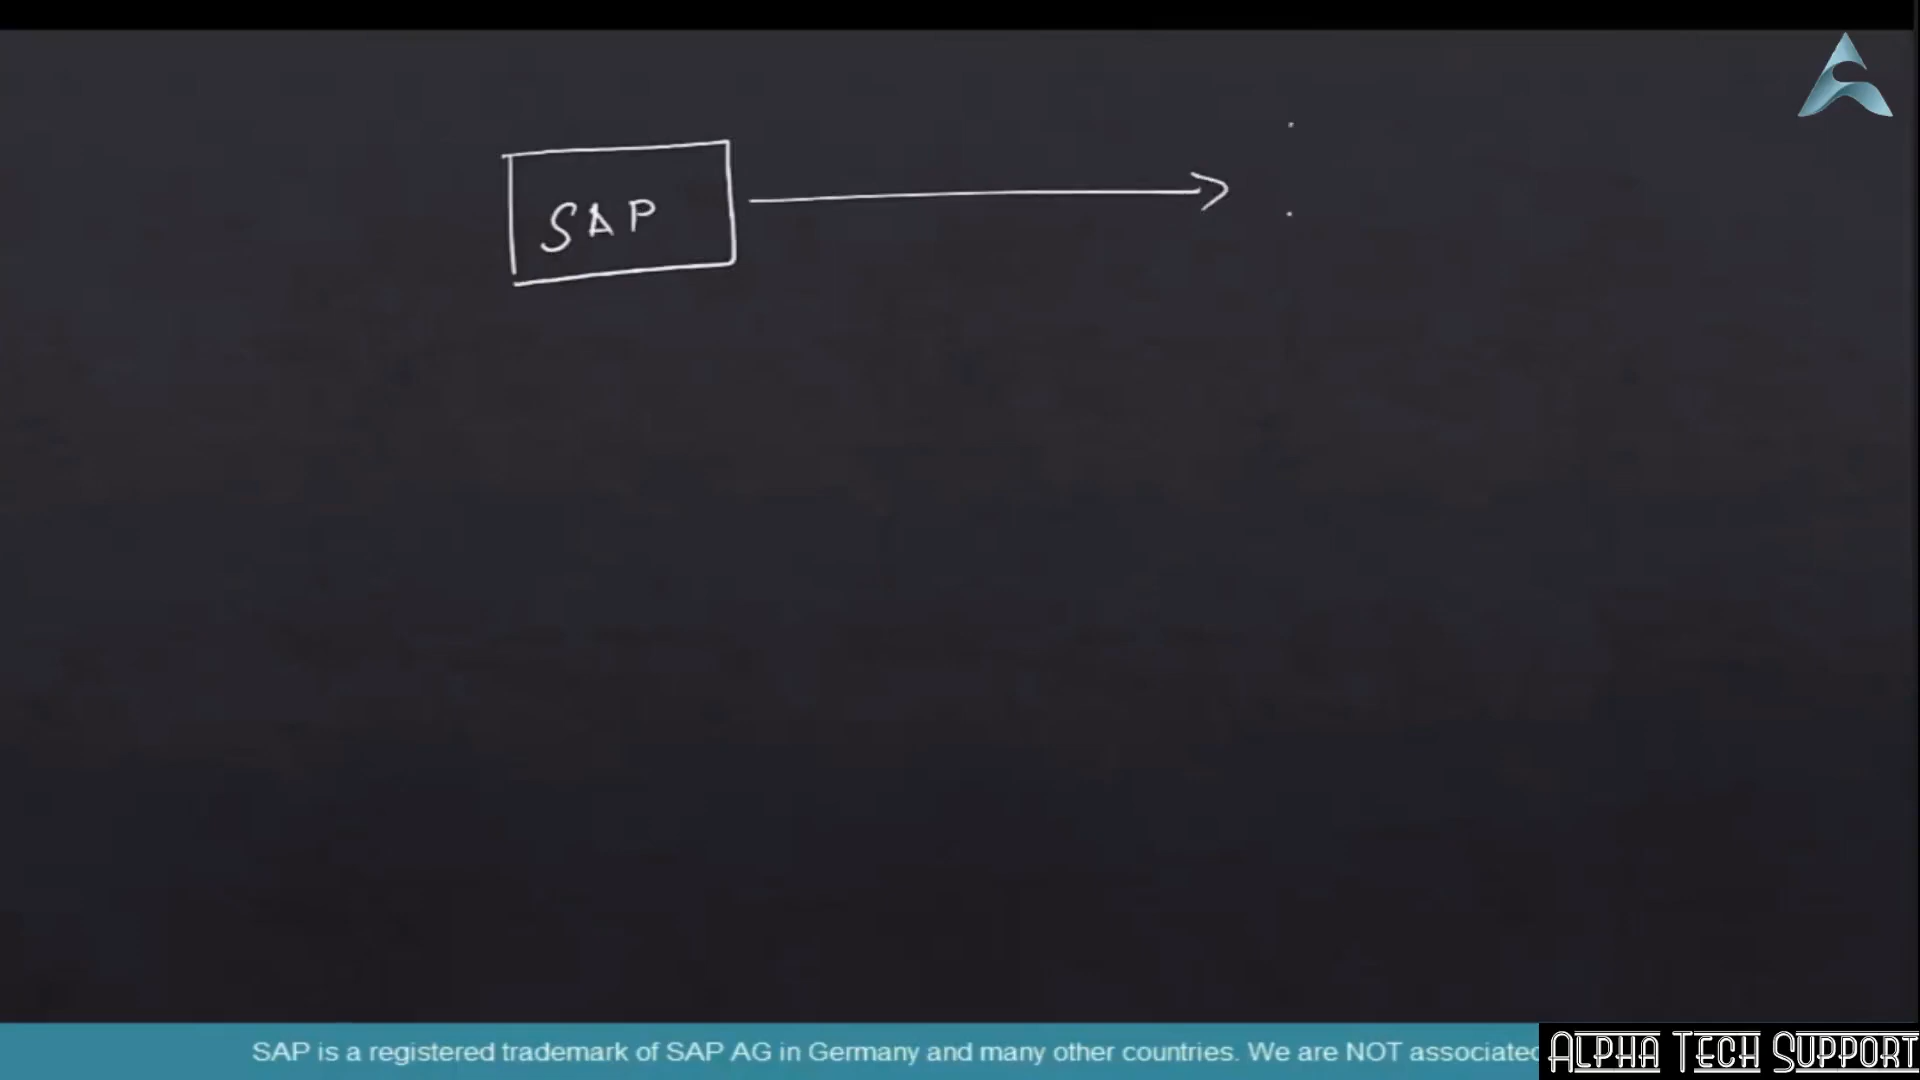 SAP
SAP is a registered trademark of SAP AG in Germany and many other countries. We are NOT associated
ALPHA TECH SUPPORT